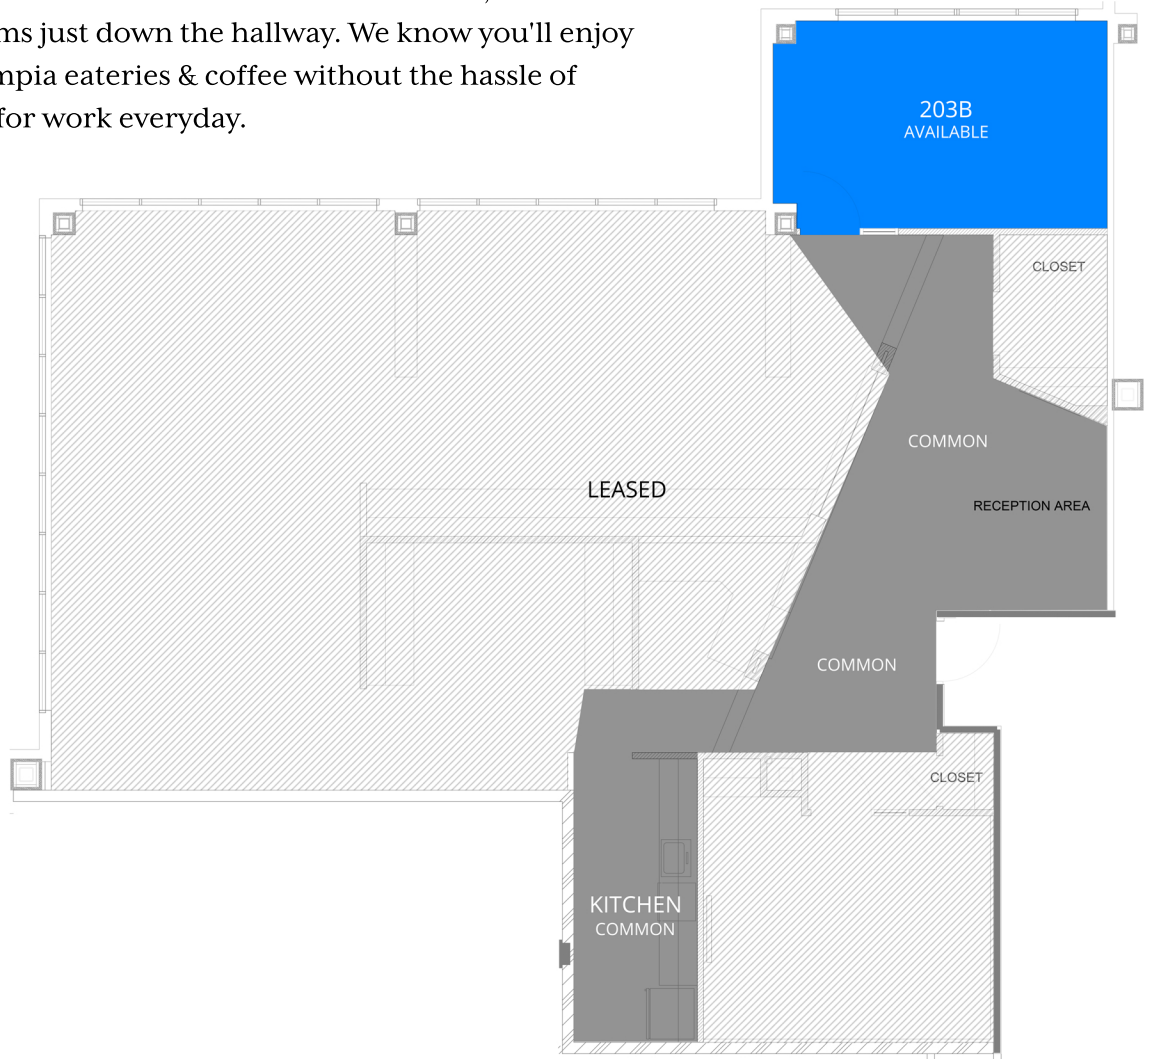 ms just down the hallway. We know you'll enjoy
mpia eateries & coffee without the hassle of
for work everyday.
203B
AVAILABLE
CLOSET
COMMON
LEASED
RECEPTION AREA
COMMON
CLOSET
KITCHEN
COMMON